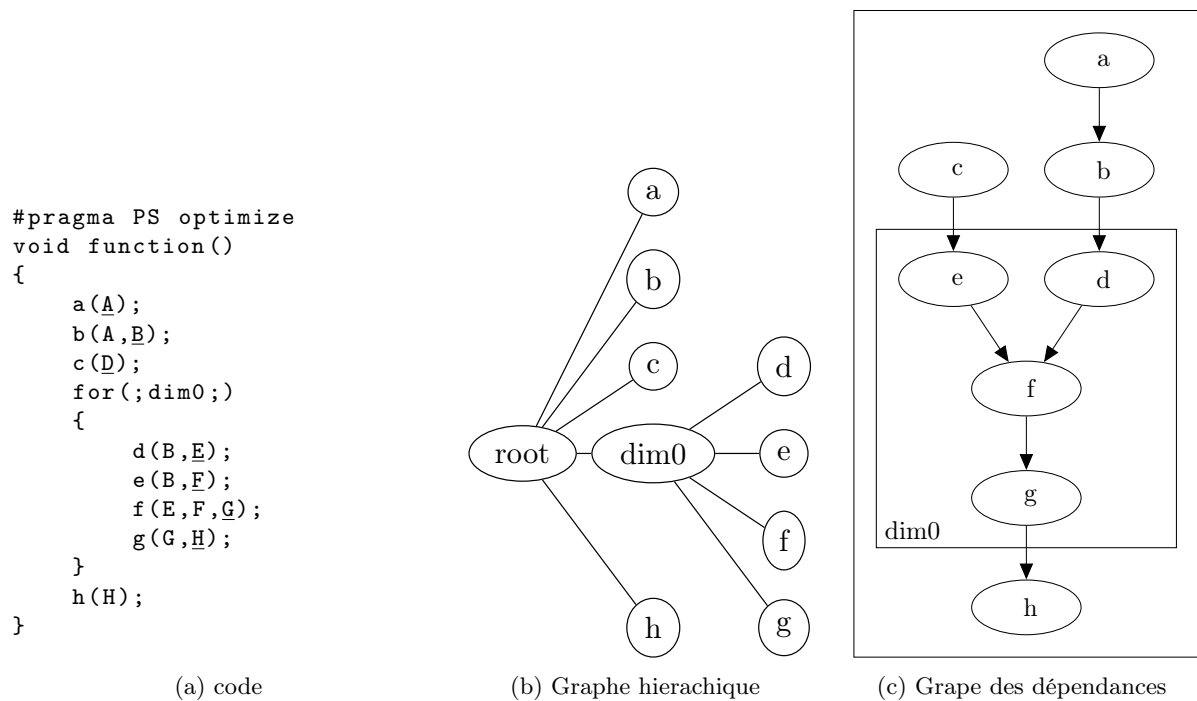 #pragma PS optimize
void function()
{
a(A);
b(A,B);
c(D);
for(;dim0;)
{
d(B,E);
e(B,F);
f(E,F,G);
g(G,H);
}
h(H);
}
(a) code
a
b
c
d
root
dim0
e
f
h
g
(b) Graphe hierachique
a
c
b
e
d
f
g
dim0
h
(c) Grape des dépendances